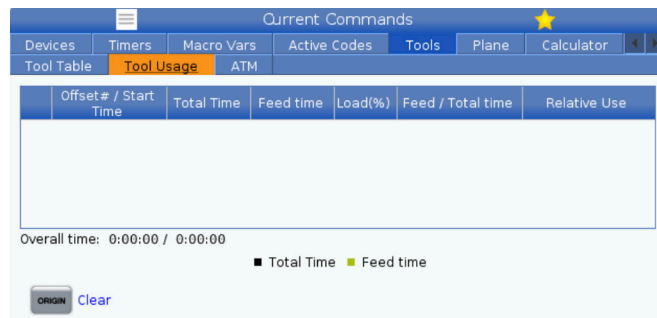 Current Commands
Devices Timers Macro Vars Active Codes Tools Plane Calculator
Tool Table Tool Usage ATM
Offset# / Start Time Total Time Feed time Load(%) Feed / Total time Relative Use
Overall time: 0:00:00 / 0:00:00
Total Time Feed time
ORIGIN Clear